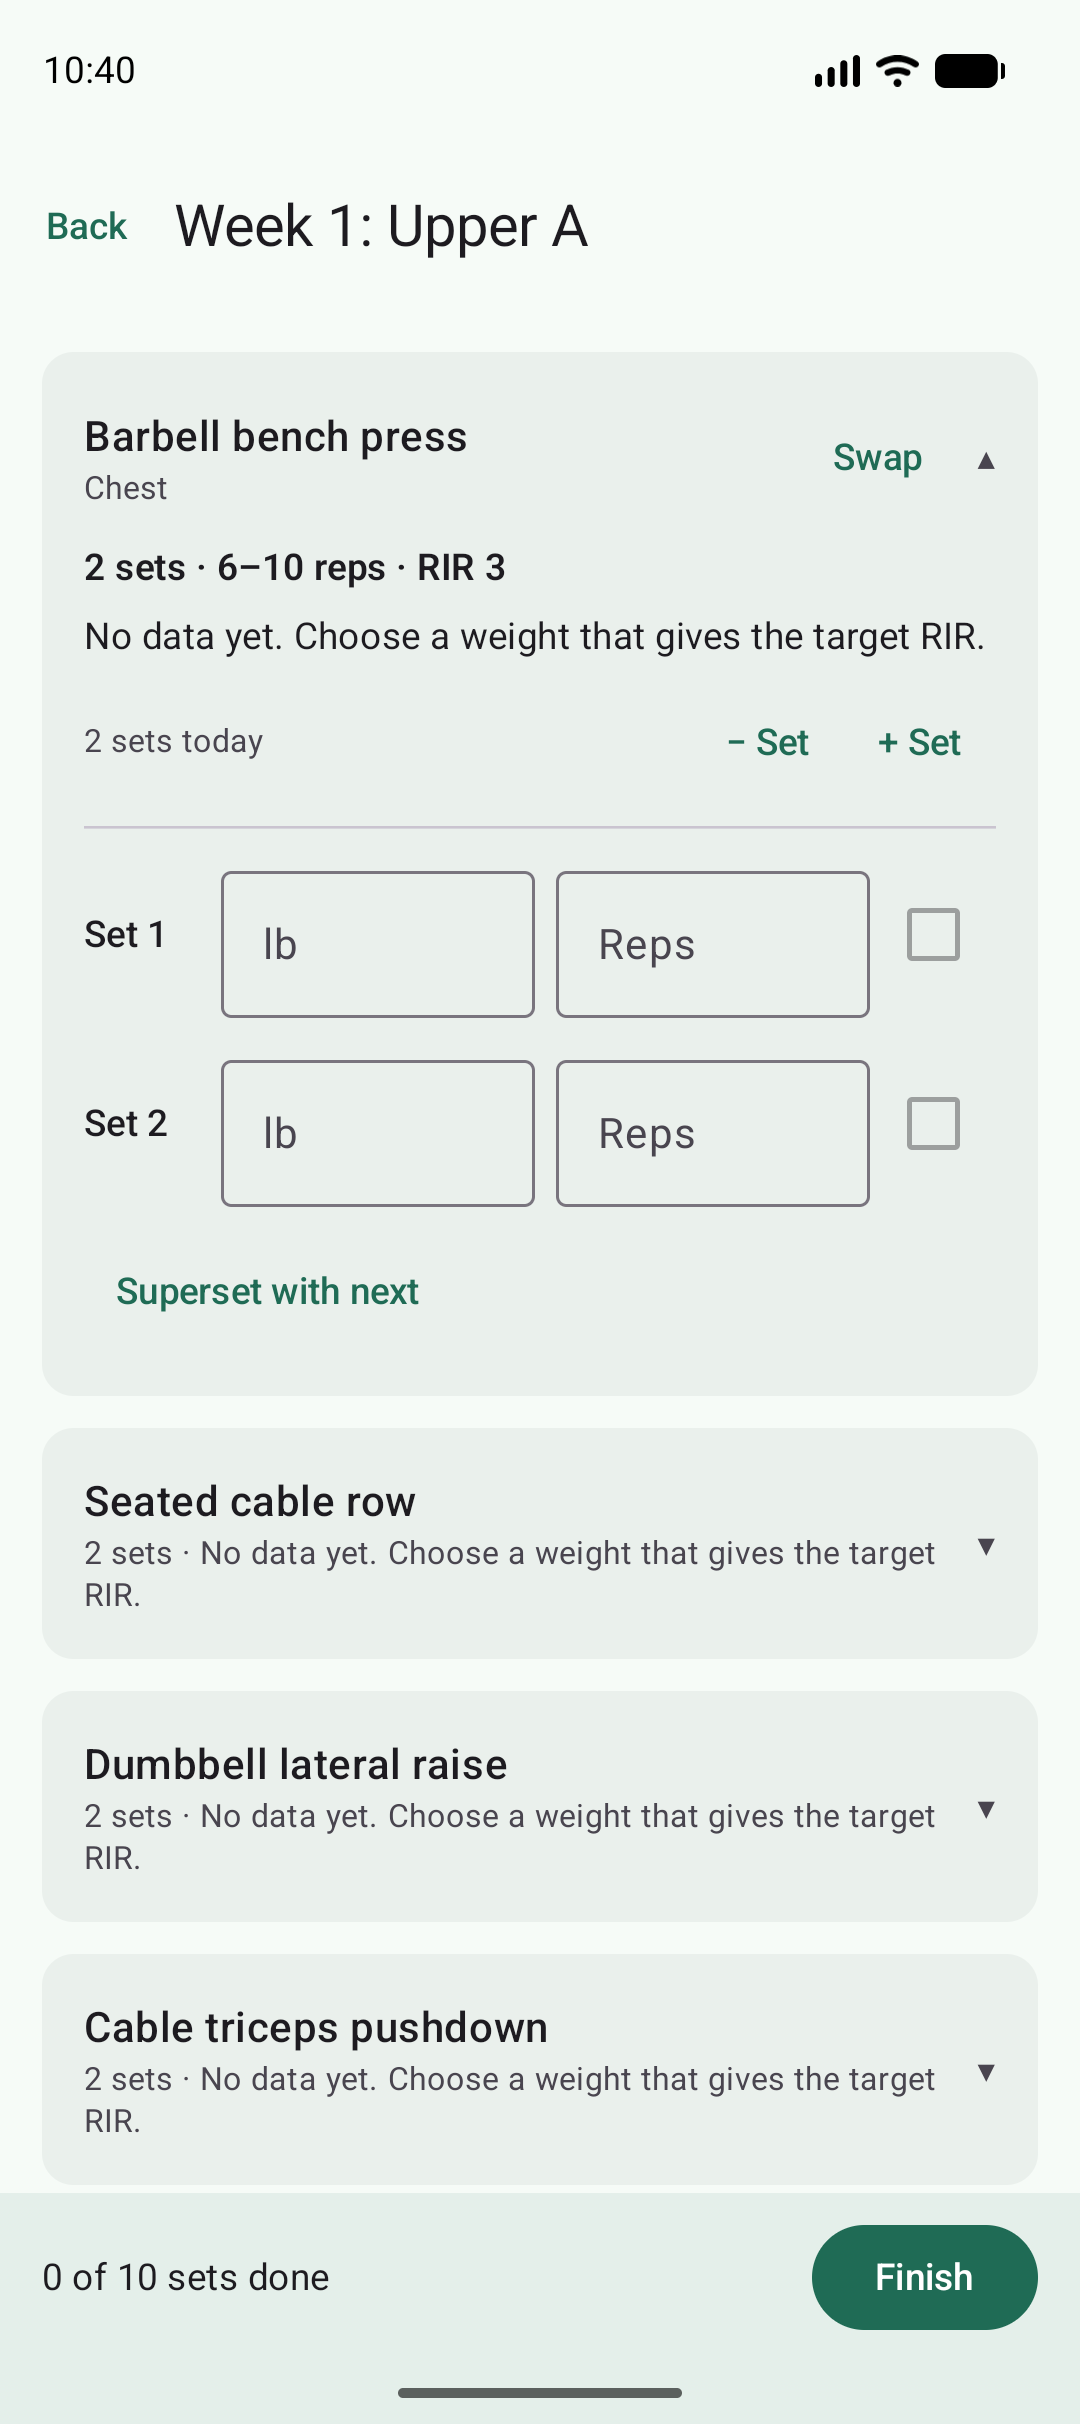 10:40
Back
Week 1: Upper A
Barbell bench press
Chest
Swap ▲
2 sets · 6–10 reps · RIR 3
No data yet. Choose a weight that gives the target RIR.
2 sets today
− Set
+ Set
Set 1
lb
Reps
Set 2
lb
Reps
Superset with next
Seated cable row
2 sets · No data yet. Choose a weight that gives the target
RIR.
▼
Dumbbell lateral raise
2 sets · No data yet. Choose a weight that gives the target
RIR.
▼
Cable triceps pushdown
2 sets · No data yet. Choose a weight that gives the target
RIR.
▼
0 of 10 sets done
Finish